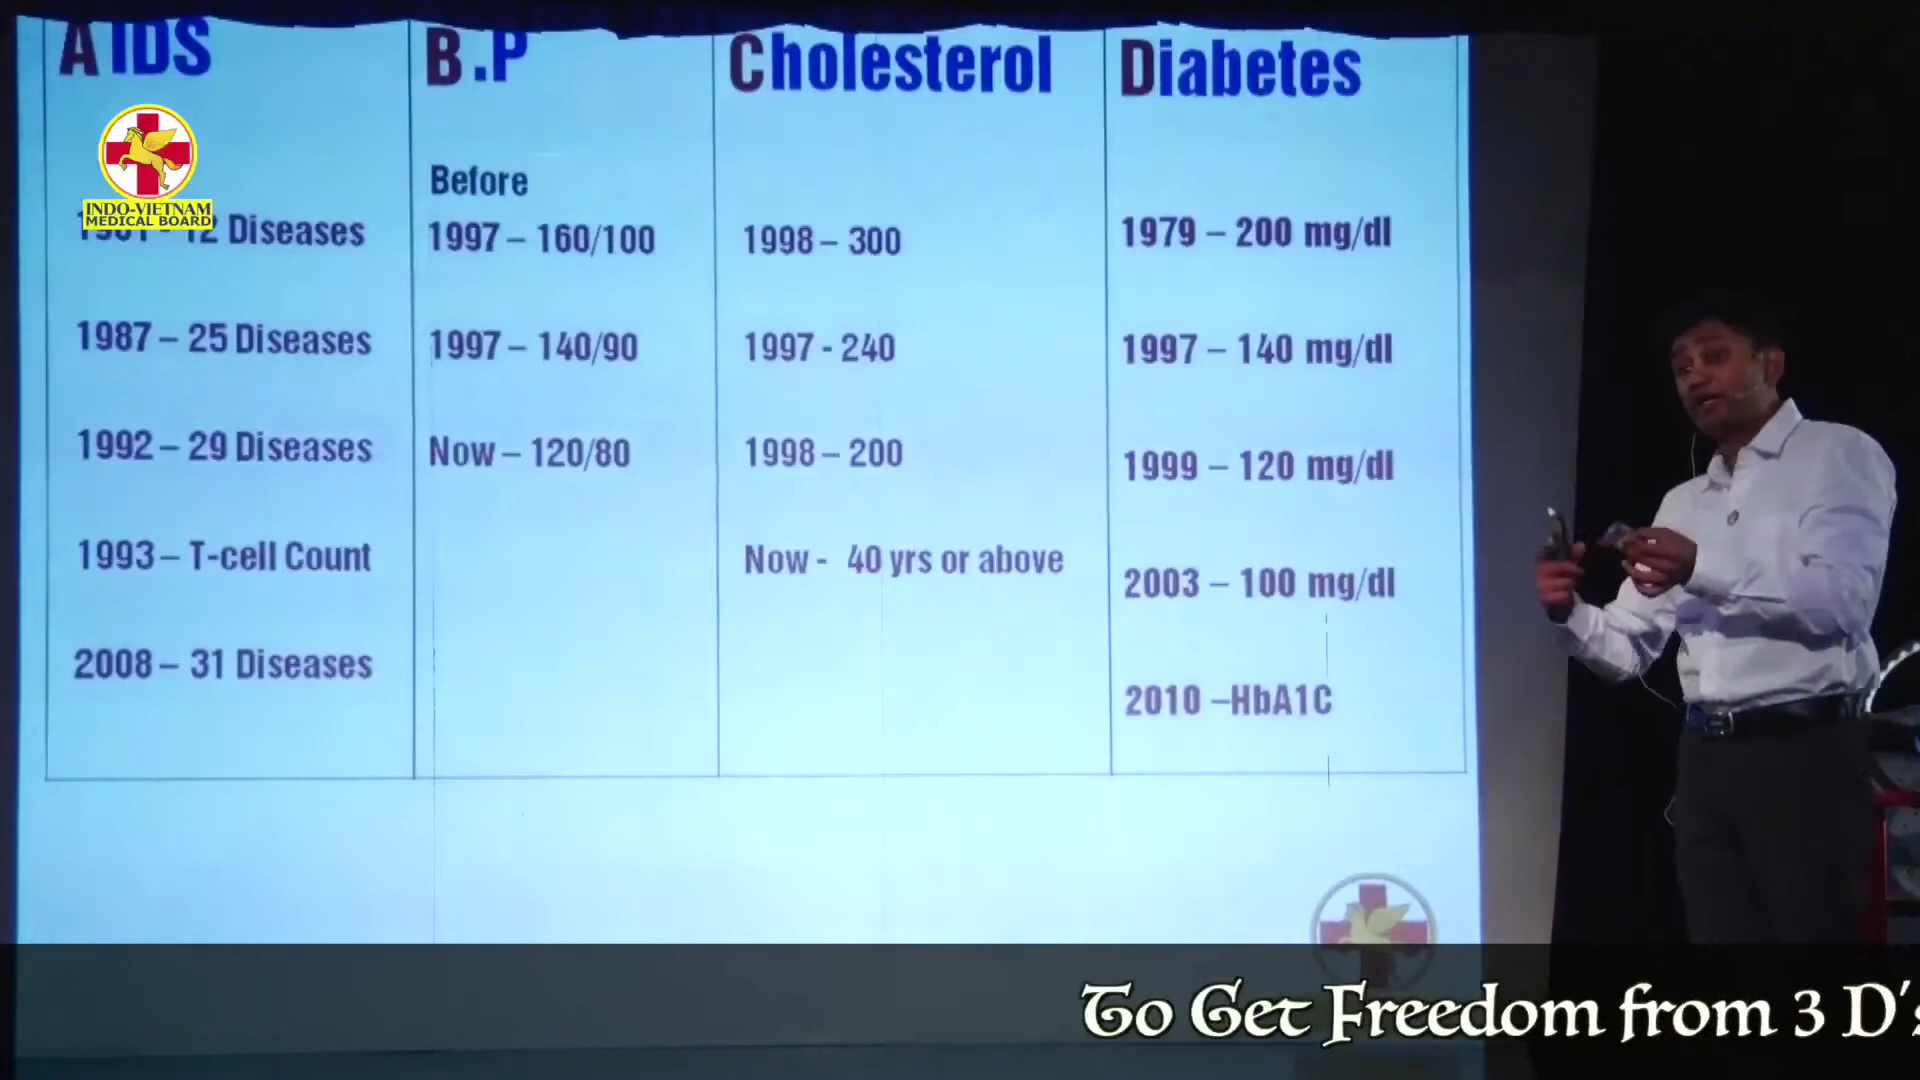 AIDS
B.P
Cholesterol
Diabetes
INDO-VIETNAM
MEDICAL BOARD
12 Diseases
1987 – 25 Diseases
1992 – 29 Diseases
1993 – T-cell Count
2008 – 31 Diseases
Before
1997 – 160/100
1997 – 140/90
Now – 120/80
1998 – 300
1997 - 240
1998 – 200
Now - 40 yrs or above
1979 – 200 mg/dl
1997 – 140 mg/dl
1999 – 120 mg/dl
2003 – 100 mg/dl
2010 –HbA1C
To Get Freedom from 3 D's